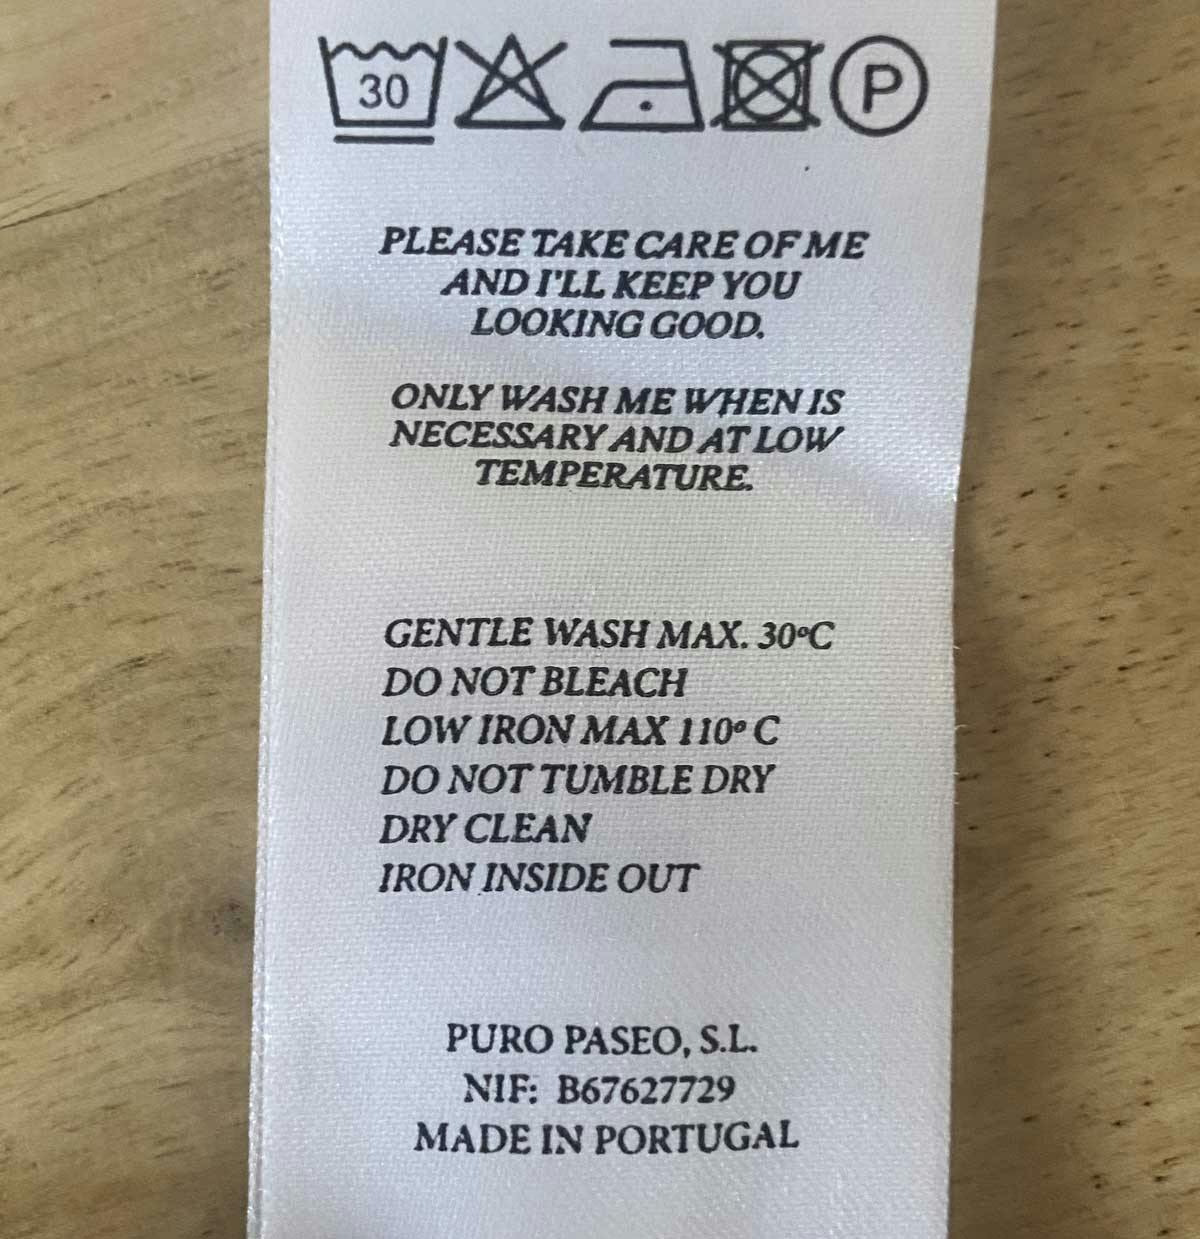 30 P
PLEASE TAKE CARE OF ME
AND I'LL KEEP YOU
LOOKING GOOD.
ONLY WASH ME WHEN IS
NECESSARY AND AT LOW
TEMPERATURE.
GENTLE WASH MAX. 30ºC
DO NOT BLEACH
LOW IRON MAX 110º C
DO NOT TUMBLE DRY
DRY CLEAN
IRON INSIDE OUT
PURO PASEO, S.L.
NIF: B67627729
MADE IN PORTUGAL